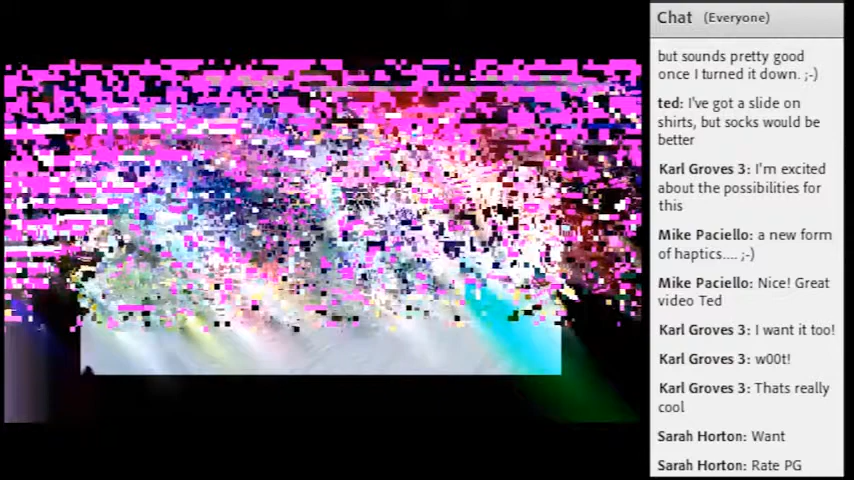 Chat (Everyone)
but sounds pretty good
once I turned it down. ;-)
ted: I've got a slide on
shirts, but socks would be
better
Karl Groves 3: I'm excited
about the possibilities for
this
Mike Paciello: a new form
of haptics.... ;-)
Mike Paciello: Nice! Great
video Ted
Karl Groves 3: I want it too!
Karl Groves 3: w00t!
Karl Groves 3: Thats really
cool
Sarah Horton: Want
Sarah Horton: Rate PG